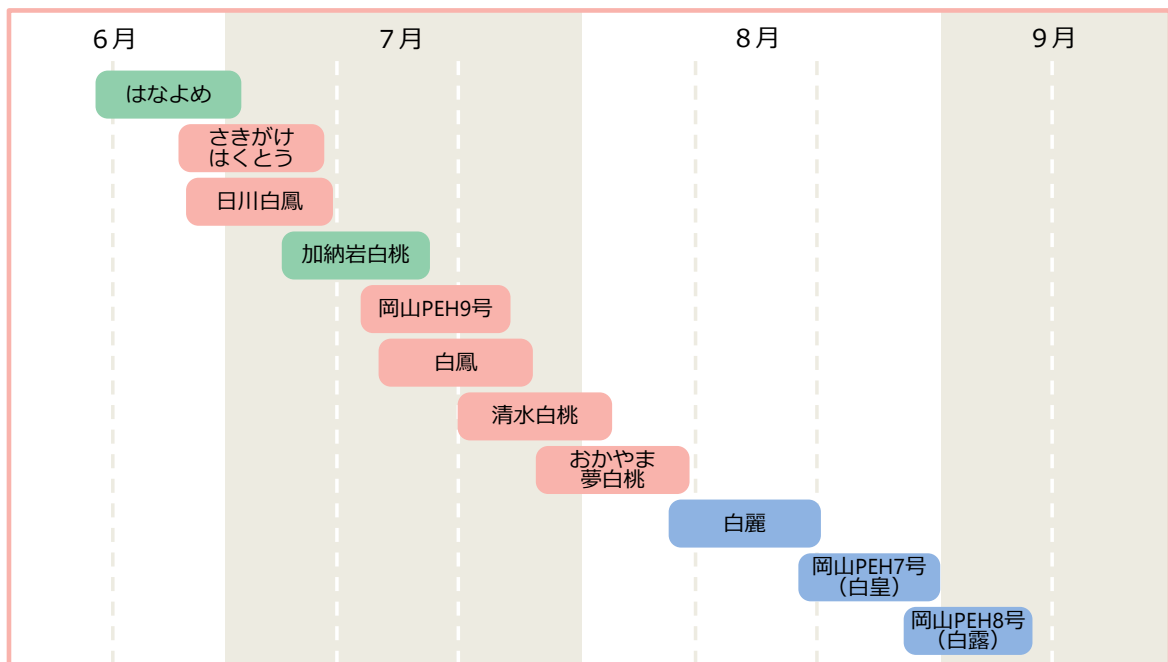 6月
7月
8月
9月
はなよめ
さきがけ
はくとう
日川白鳳
加納岩白桃
岡山PEH9号
白鳳
清水白桃
おかやま
夢白桃
白麗
岡山PEH7号
（白皇）
岡山PEH8号
（白露）